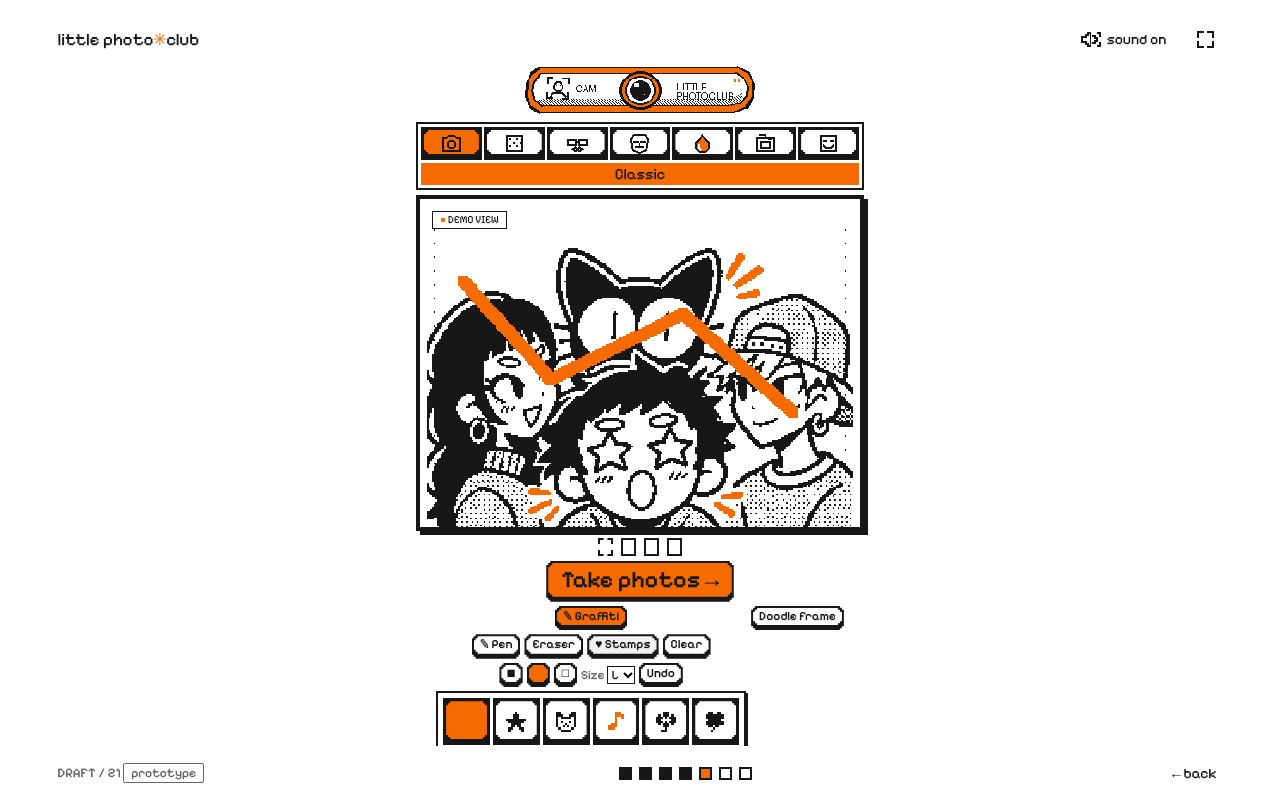 little photo✳club
sound on
CAM
LITTLE
PHOTOCLUB
Classic
DEMO VIEW
Take photos →
✎ Graffiti
Doodle frame
✎ Pen
Eraser
♥ Stamps
Clear
Size L
Undo
DRAFT / 21
prototype
← back